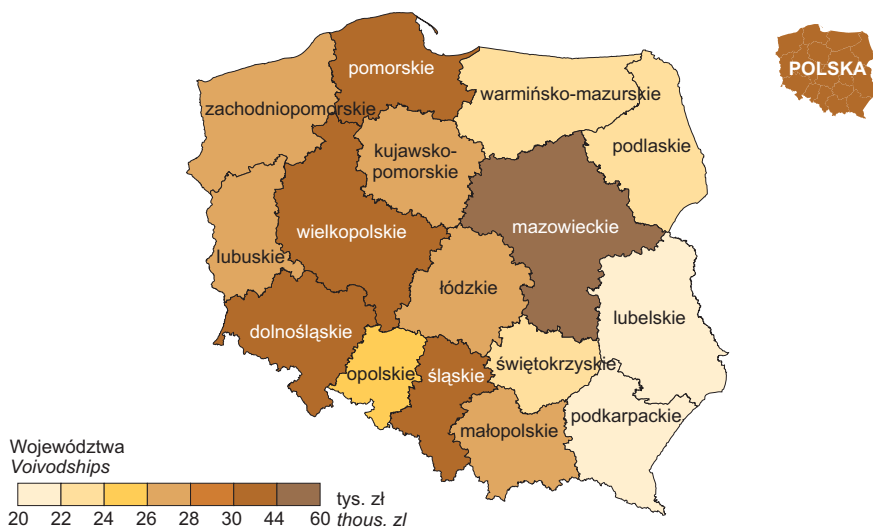 pomorskie
POLSKA
zachodniopomorskie
warmińsko-mazurskie
kujawsko-
pomorskie
podlaskie
wielkopolskie
mazowieckie
lubuskie
łódzkie
lubelskie
dolnośląskie
opolskie
śląskie
świętokrzyskie
małopolskie
podkarpackie
Województwa
Voivodships
20 22 24 26 28 30 44 60
tys. zł
thous. zl